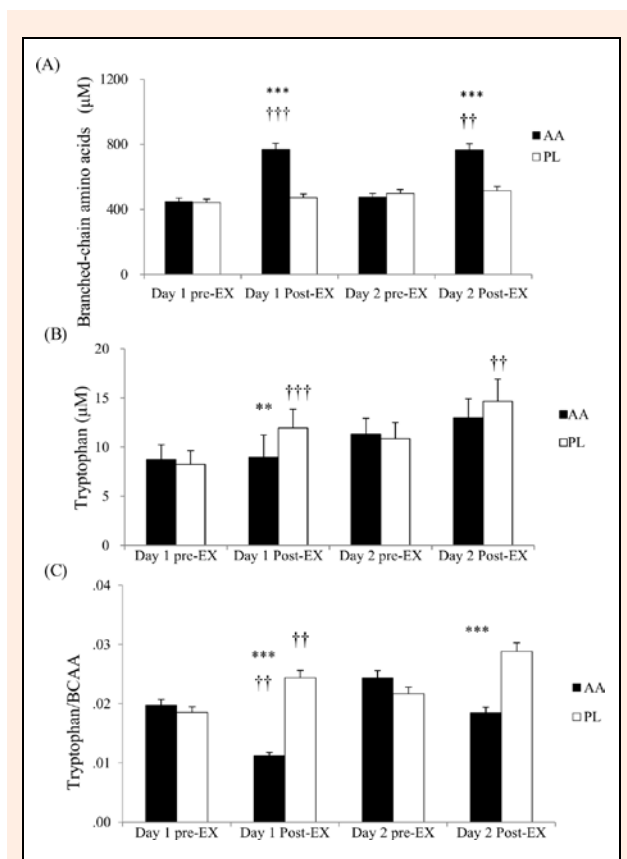 (A)
Branched-chain amino acids (μM)
1200
800
400
0
***
†††
***
††
AA
PL
Day 1 pre-EX Day 1 Post-EX Day 2 pre-EX Day 2 Post-EX
(B)
Tryptophan (μM)
20
15
10
5
0
**
†††
††
AA
PL
Day 1 pre-EX Day 1 Post-EX Day 2 pre-EX Day 2 Post-EX
(C)
Tryptophan/BCAA
.04
.03
.02
.01
.00
***
††
††
***
AA
PL
Day 1 pre-EX Day 1 Post-EX Day 2 pre-EX Day 2 Post-EX